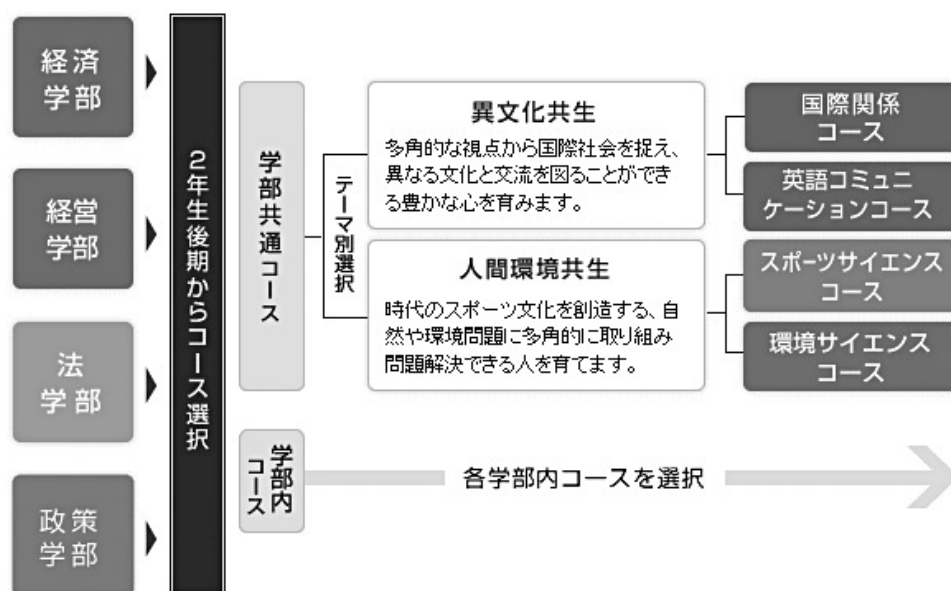 経済
学部
経営
学部
法
学部
政策
学部
2年生後期からコース選択
学部共通コース
テーマ別選択
異文化共生
多角的な視点から国際社会を捉え、
異なる文化と交流を図ることができ
る豊かな心を育みます。
人間環境共生
時代のスポーツ文化を創造する、自
然や環境問題に多角的に取り組み
問題解決できる人を育てます。
国際関係
コース
英語コミュニ
ケーションコース
スポーツサイエンス
コース
環境サイエンス
コース
学部内
コース
各学部内コースを選択